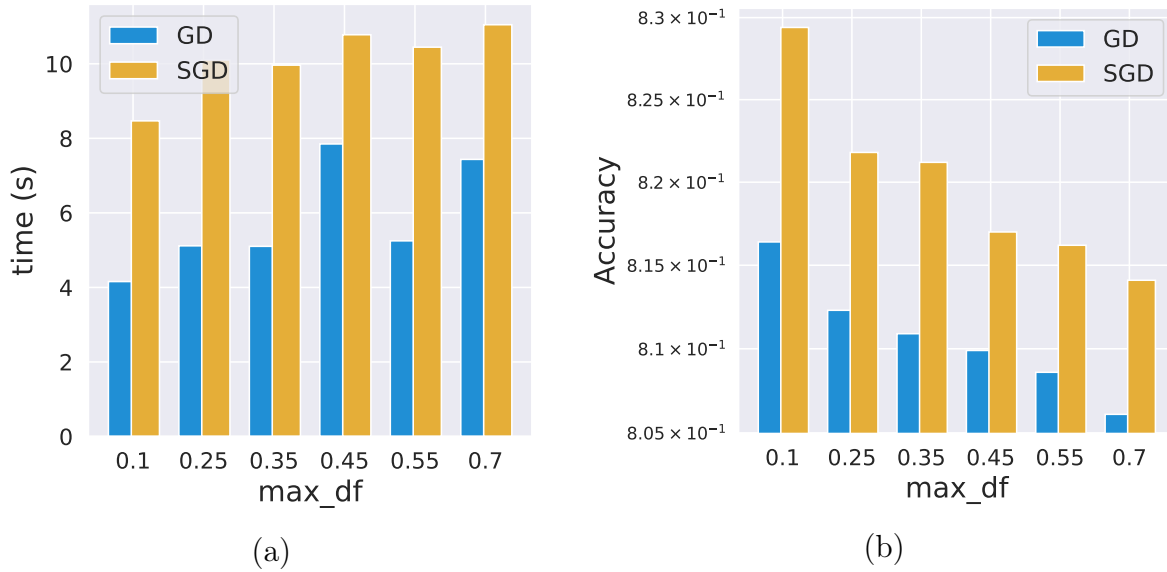 GD
SGD
time (s)
10
8
6
4
2
0
0.1 0.25 0.35 0.45 0.55 0.7
max_df
(a)
GD
SGD
Accuracy
8.3 × 10⁻¹
8.25 × 10⁻¹
8.2 × 10⁻¹
8.15 × 10⁻¹
8.1 × 10⁻¹
8.05 × 10⁻¹
0.1 0.25 0.35 0.45 0.55 0.7
max_df
(b)